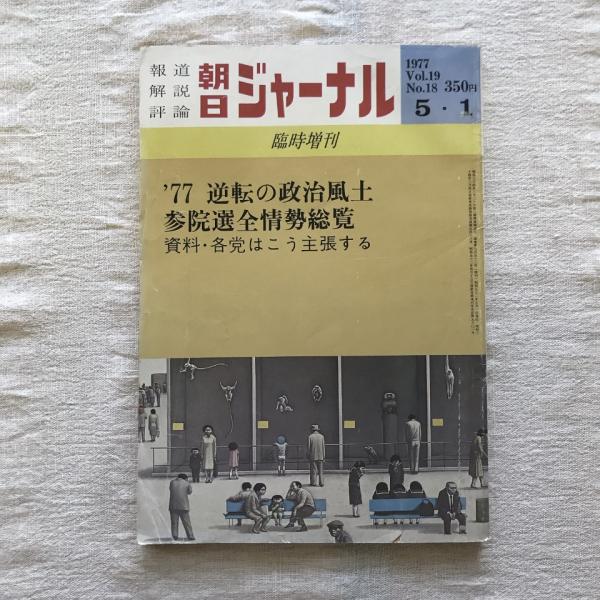 報道
解説
評論
朝日ジャーナル
1977
Vol.19
No.18 350円
5・1
臨時増刊
'77 逆転の政治風土
参院選全情勢総覧
資料・各党はこう主張する